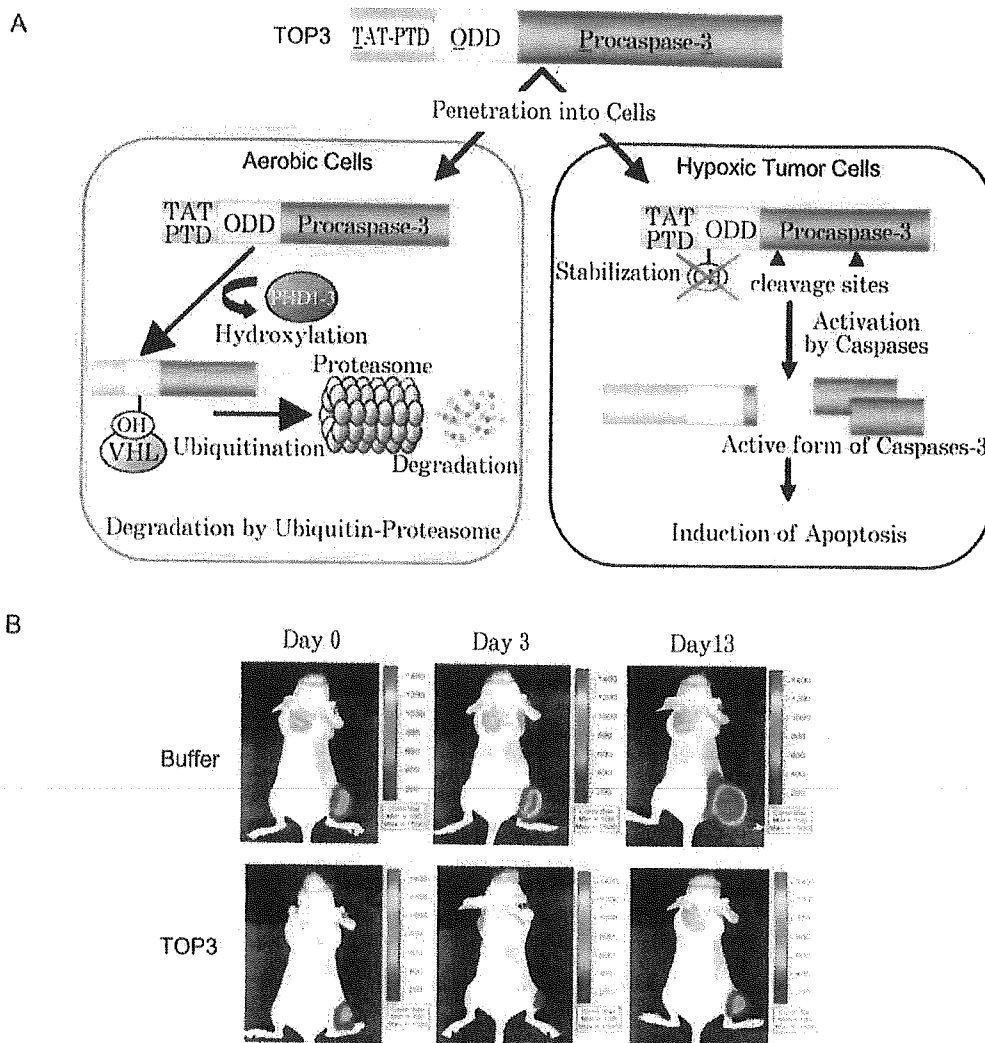 A
TOP3 TAT-PTD ODD Procaspase-3
Penetration into Cells
Aerobic Cells
TAT
PTD ODD Procaspase-3
PHD1-3
Hydroxylation
Proteasome
OH
VHL
Ubiquitination
Degradation
Degradation by Ubiquitin-Proteasome
Hypoxic Tumor Cells
TAT
PTD ODD Procaspase-3
Stabilization OH cleavage sites
Activation
by Caspases
Active form of Caspases-3
Induction of Apoptosis
B
Day 0 Day 3 Day13
Buffer
TOP3